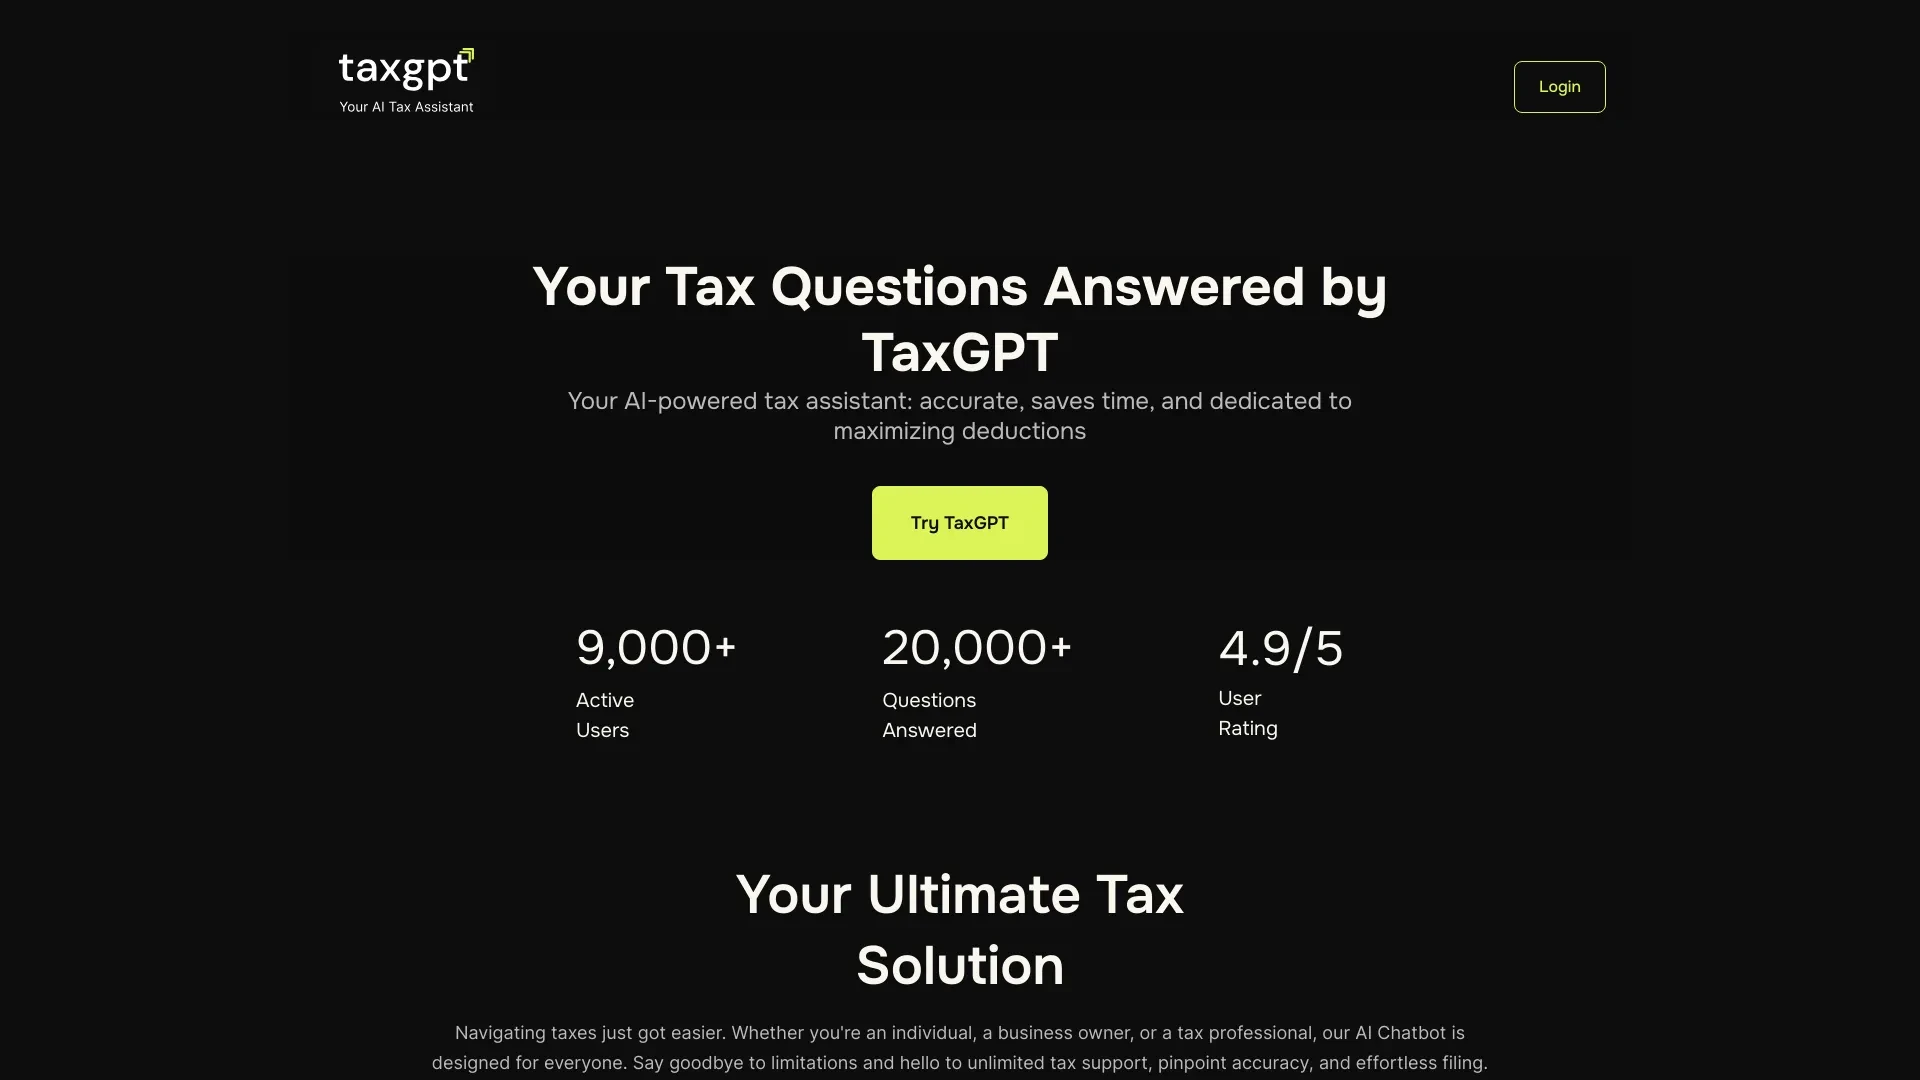 taxgpt
Your AI Tax Assistant
Login
Your Tax Questions Answered by
TaxGPT
Your AI-powered tax assistant: accurate, saves time, and dedicated to
maximizing deductions
Try TaxGPT
9,000+
Active
Users
20,000+
Questions
Answered
4.9/5
User
Rating
Your Ultimate Tax
Solution
Navigating taxes just got easier. Whether you're an individual, a business owner, or a tax professional, our AI Chatbot is
designed for everyone. Say goodbye to limitations and hello to unlimited tax support, pinpoint accuracy, and effortless filing.